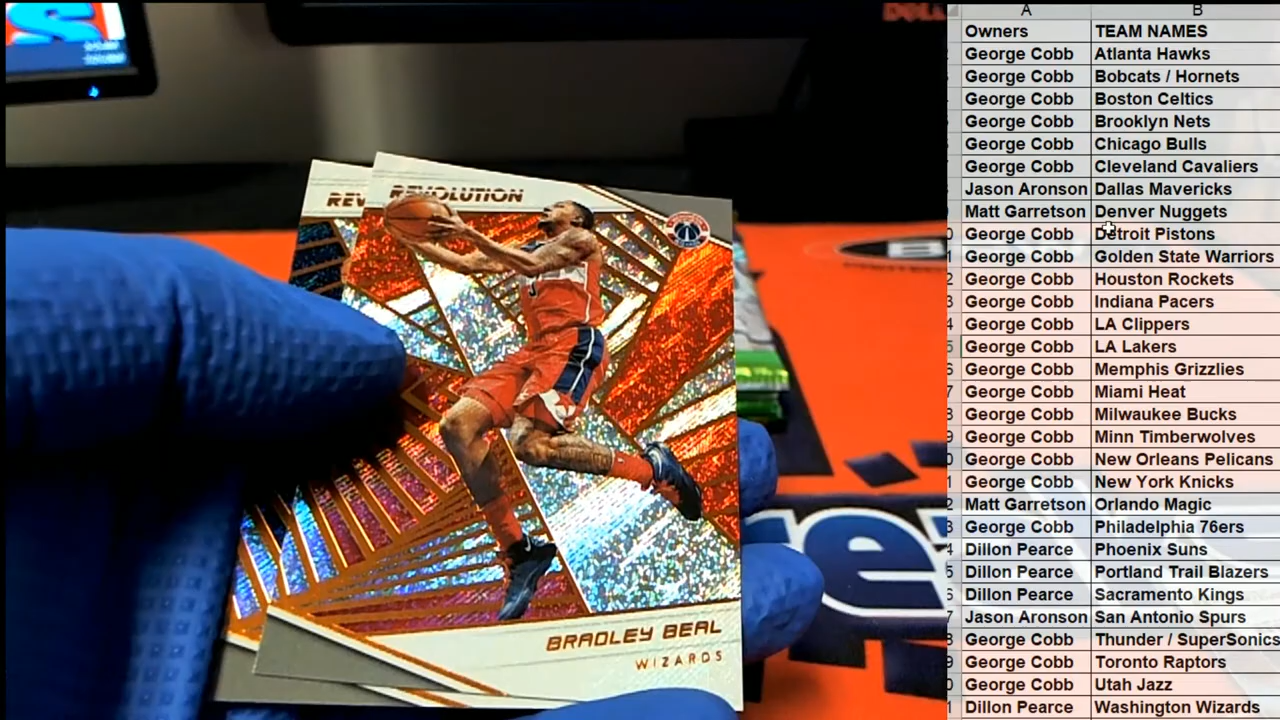 REVOLUTION
REV
BRADLEY BEAL
WIZARDS
A B
Owners TEAM NAMES
George Cobb Atlanta Hawks
George Cobb Bobcats / Hornets
George Cobb Boston Celtics
George Cobb Brooklyn Nets
George Cobb Chicago Bulls
George Cobb Cleveland Cavaliers
Jason Aronson Dallas Mavericks
Matt Garretson Denver Nuggets
George Cobb Detroit Pistons
George Cobb Golden State Warriors
George Cobb Houston Rockets
George Cobb Indiana Pacers
George Cobb LA Clippers
George Cobb LA Lakers
George Cobb Memphis Grizzlies
George Cobb Miami Heat
George Cobb Milwaukee Bucks
George Cobb Minn Timberwolves
George Cobb New Orleans Pelicans
George Cobb New York Knicks
Matt Garretson Orlando Magic
George Cobb Philadelphia 76ers
Dillon Pearce Phoenix Suns
Dillon Pearce Portland Trail Blazers
Dillon Pearce Sacramento Kings
Jason Aronson San Antonio Spurs
George Cobb Thunder / SuperSonics
George Cobb Toronto Raptors
George Cobb Utah Jazz
Dillon Pearce Washington Wizards